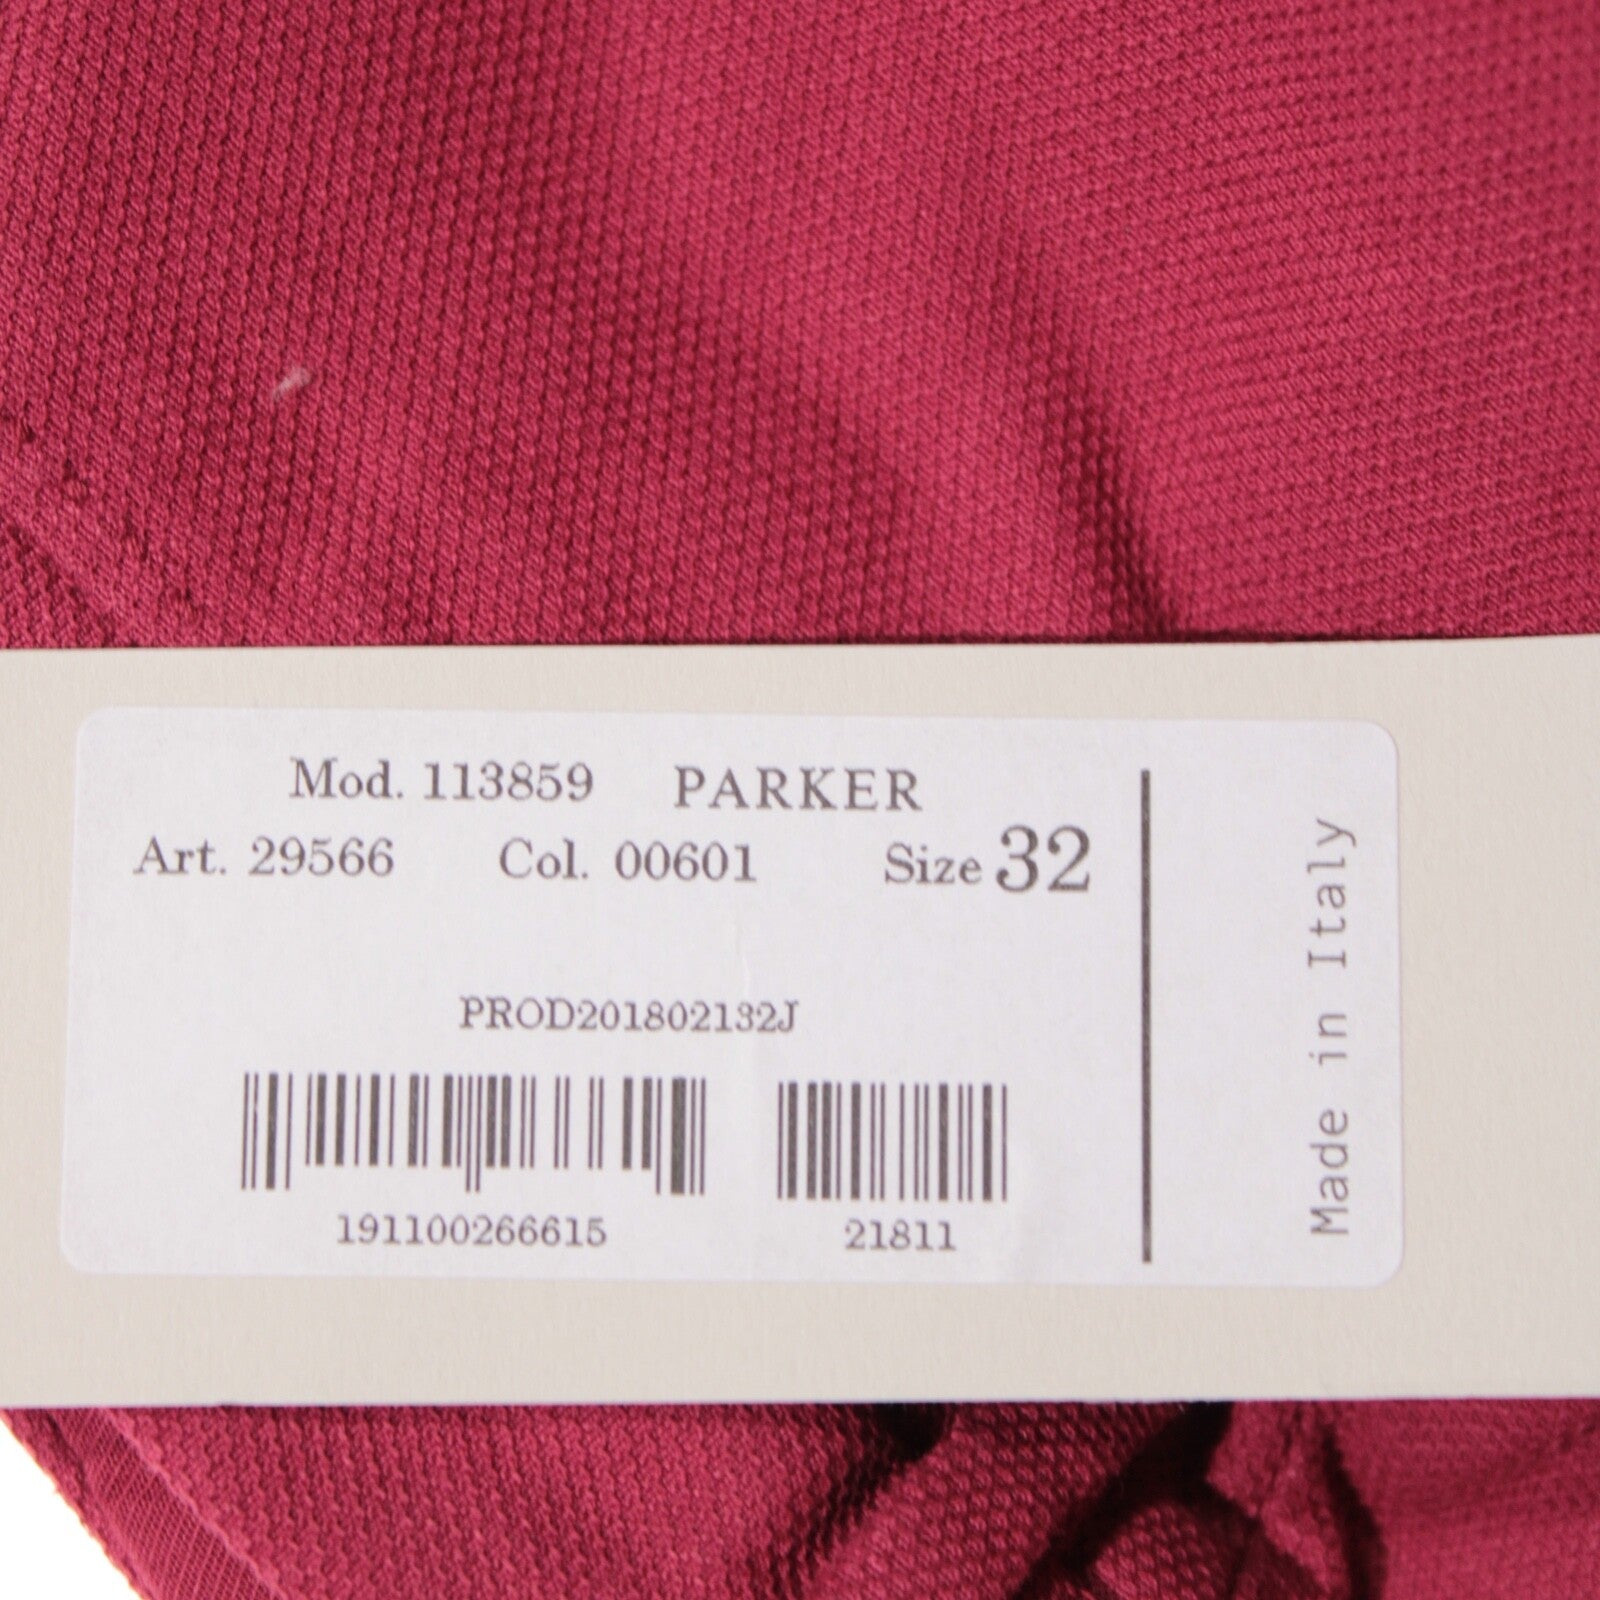 Mod. 113859 PARKER
Art. 29566 Col. 00601 Size 32
PROD201802132J
191100266615 21811
Made in Italy